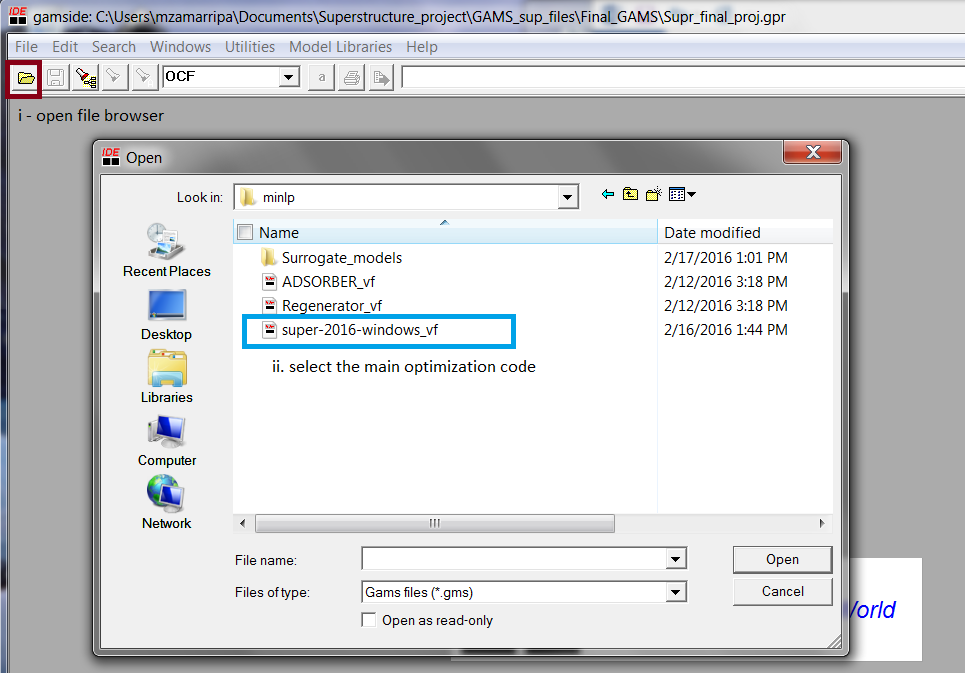 IDE gamside: C:\Users\mzamarripa\Documents\Superstructure_project\GAMS_sup_files\Final_GAMS\Supr_final_proj.gpr
File Edit Search Windows Utilities Model Libraries Help
OCF a
i - open file browser
IDE Open
Look in: minlp
Name Date modified
Surrogate_models 2/17/2016 1:01 PM
ADSORBER_vf 2/12/2016 3:18 PM
Regenerator_vf 2/12/2016 3:18 PM
super-2016-windows_vf 2/16/2016 1:44 PM
ii. select the main optimization code
Recent Places
Desktop
Libraries
Computer
Network
File name: Open
Files of type: Gams files (*.gms) Cancel
Open as read-only